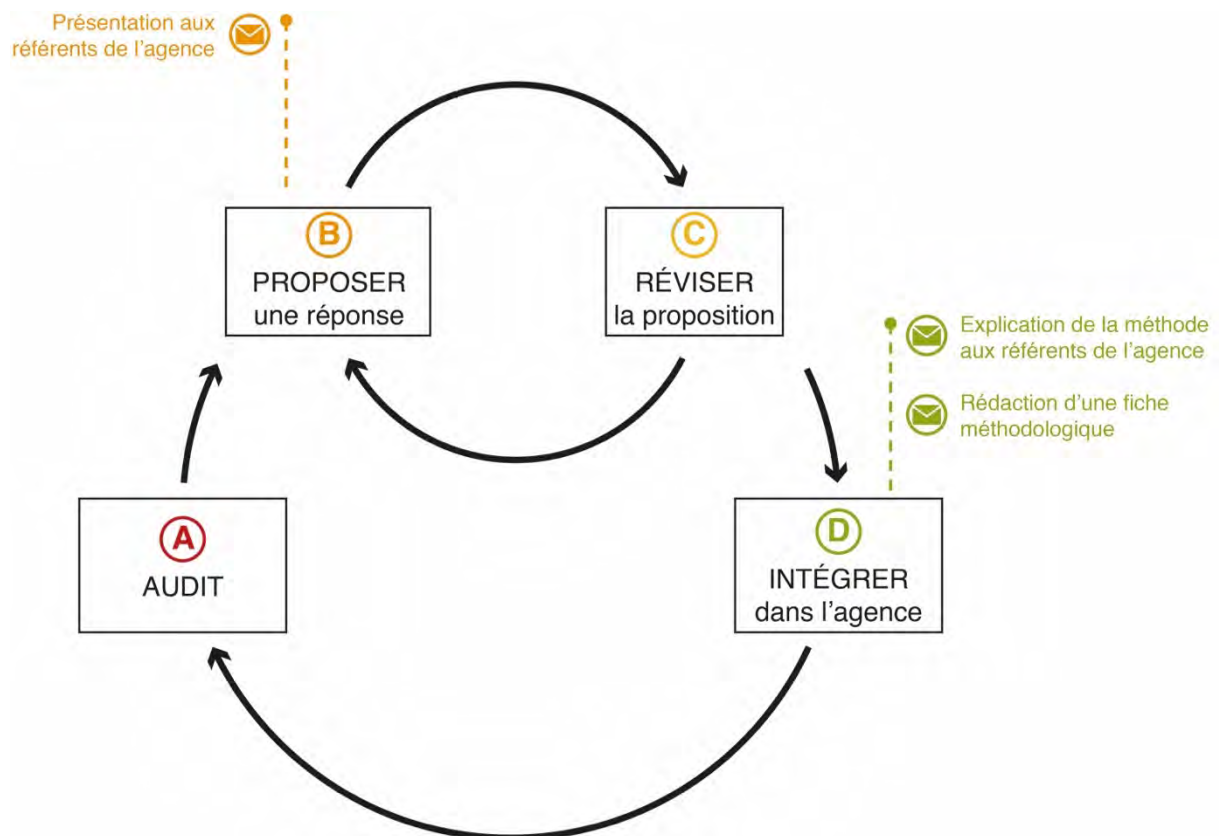 Présentation aux
référents de l'agence
B
PROPOSER
une réponse
C
RÉVISER
la proposition
Explication de la méthode
aux référents de l'agence
Rédaction d'une fiche
méthodologique
A
AUDIT
D
INTÉGRER
dans l'agence